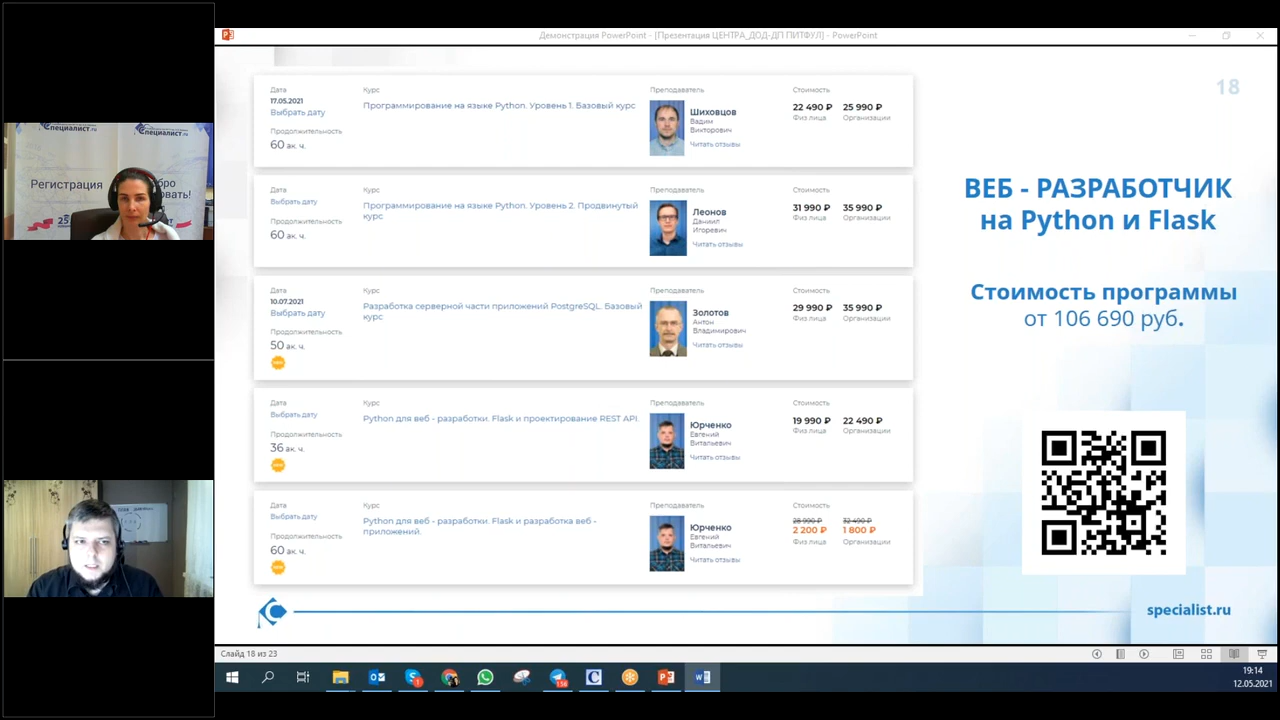 Демонстрация PowerPoint - [Презентация ЦЕНТРА_ДОД-ДП ПИТФУЛ] - PowerPoint
Специалист.ru
Специалист.ru
Регистрация
18
Дата
Курс
Преподаватель
Стоимость
17.05.2021
Программирование на языке Python. Уровень 1. Базовый курс
Выбрать дату
Шиховцов
Вадим
Викторович
22 490 ₽ 25 990 ₽
Физ лица Организации
Продолжительность
60 ак. ч.
Читать отзывы
Дата
Курс
Преподаватель
Стоимость
Выбрать дату
Программирование на языке Python. Уровень 2. Продвинутый
курс
Леонов
Даниил
Игоревич
31 990 ₽ 35 990 ₽
Физ лица Организации
Продолжительность
60 ак. ч.
Читать отзывы
Дата
Курс
Преподаватель
Стоимость
10.07.2021
Выбрать дату
Разработка серверной части приложений PostgreSQL. Базовый
курс
Золотов
Антон
Владимирович
29 990 ₽ 35 990 ₽
Физ лица Организации
Продолжительность
50 ак. ч.
Читать отзывы
Дата
Курс
Преподаватель
Стоимость
Выбрать дату
Python для веб - разработки. Flask и проектирование REST API.
Юрченко
Евгений
Витальевич
19 990 ₽ 22 490 ₽
Физ лица Организации
Продолжительность
36 ак. ч.
Читать отзывы
Дата
Курс
Преподаватель
Стоимость
Выбрать дату
Python для веб - разработки. Flask и разработка веб -
приложений.
Юрченко
Евгений
Витальевич
28 990 ₽ 32 490 ₽
2 200 ₽ 1 800 ₽
Физ лица Организации
Продолжительность
60 ак. ч.
Читать отзывы
ВЕБ - РАЗРАБОТЧИК
на Python и Flask
Стоимость программы
от 106 690 руб.
specialist.ru
Слайд 18 из 23
19:14
12.05.2021